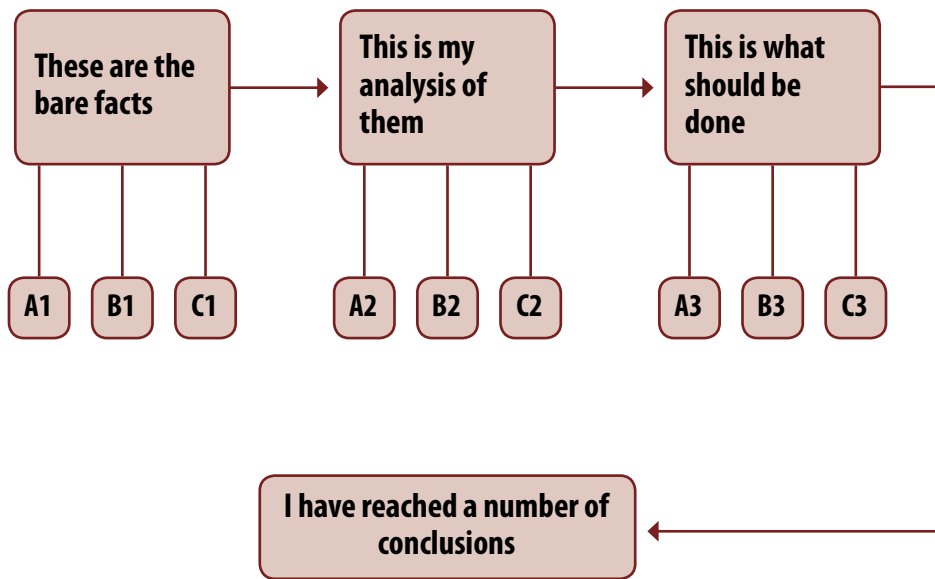 These are the
bare facts
This is my
analysis of
them
This is what
should be
done
A1 B1 C1 A2 B2 C2 A3 B3 C3
I have reached a number of
conclusions